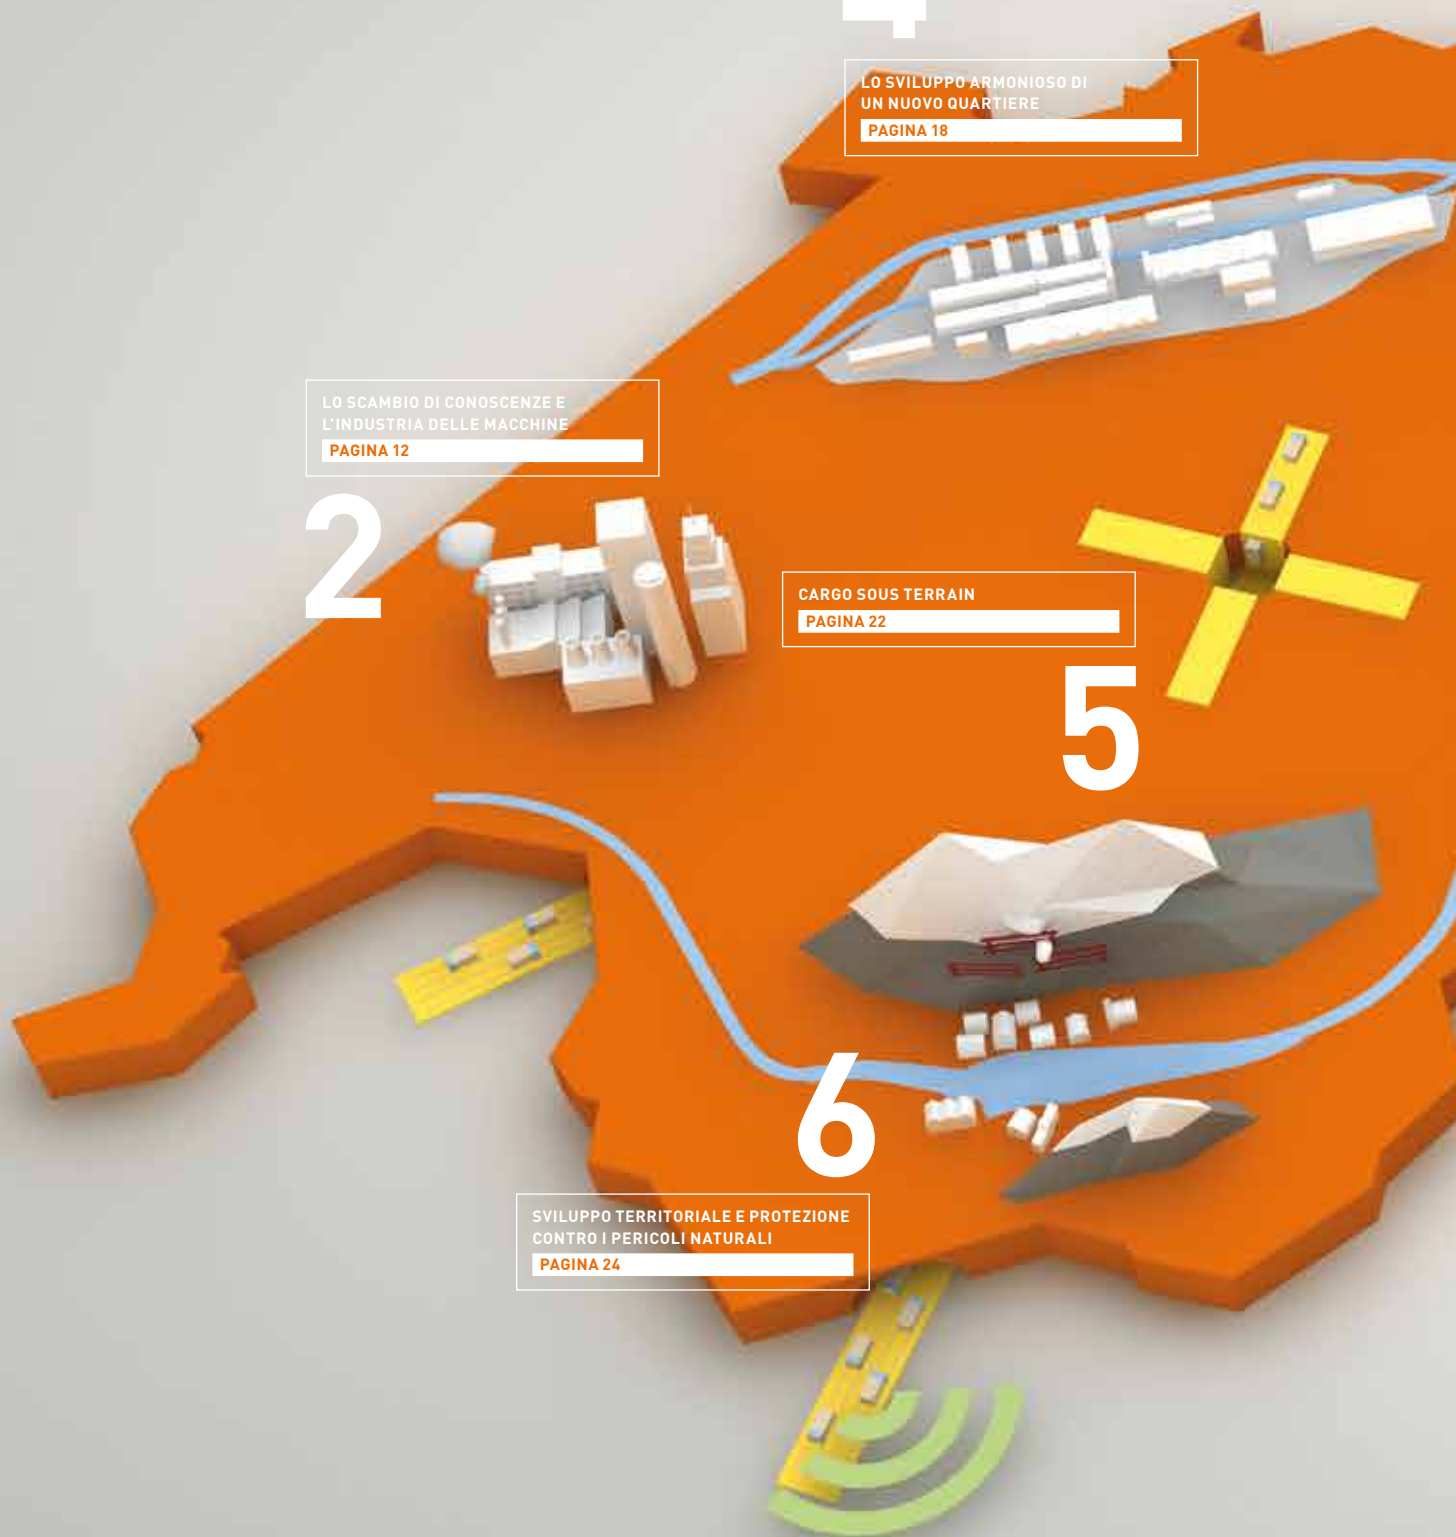 4
LO SVILUPPO ARMONIOSO DI
UN NUOVO QUARTIERE
PAGINA 18
LO SCAMBIO DI CONOSCENZE E
L'INDUSTRIA DELLE MACCHINE
PAGINA 12
2
CARGO SOUS TERRAIN
PAGINA 22
5
6
SVILUPPO TERRITORIALE E PROTEZIONE
CONTRO I PERICOLI NATURALI
PAGINA 24